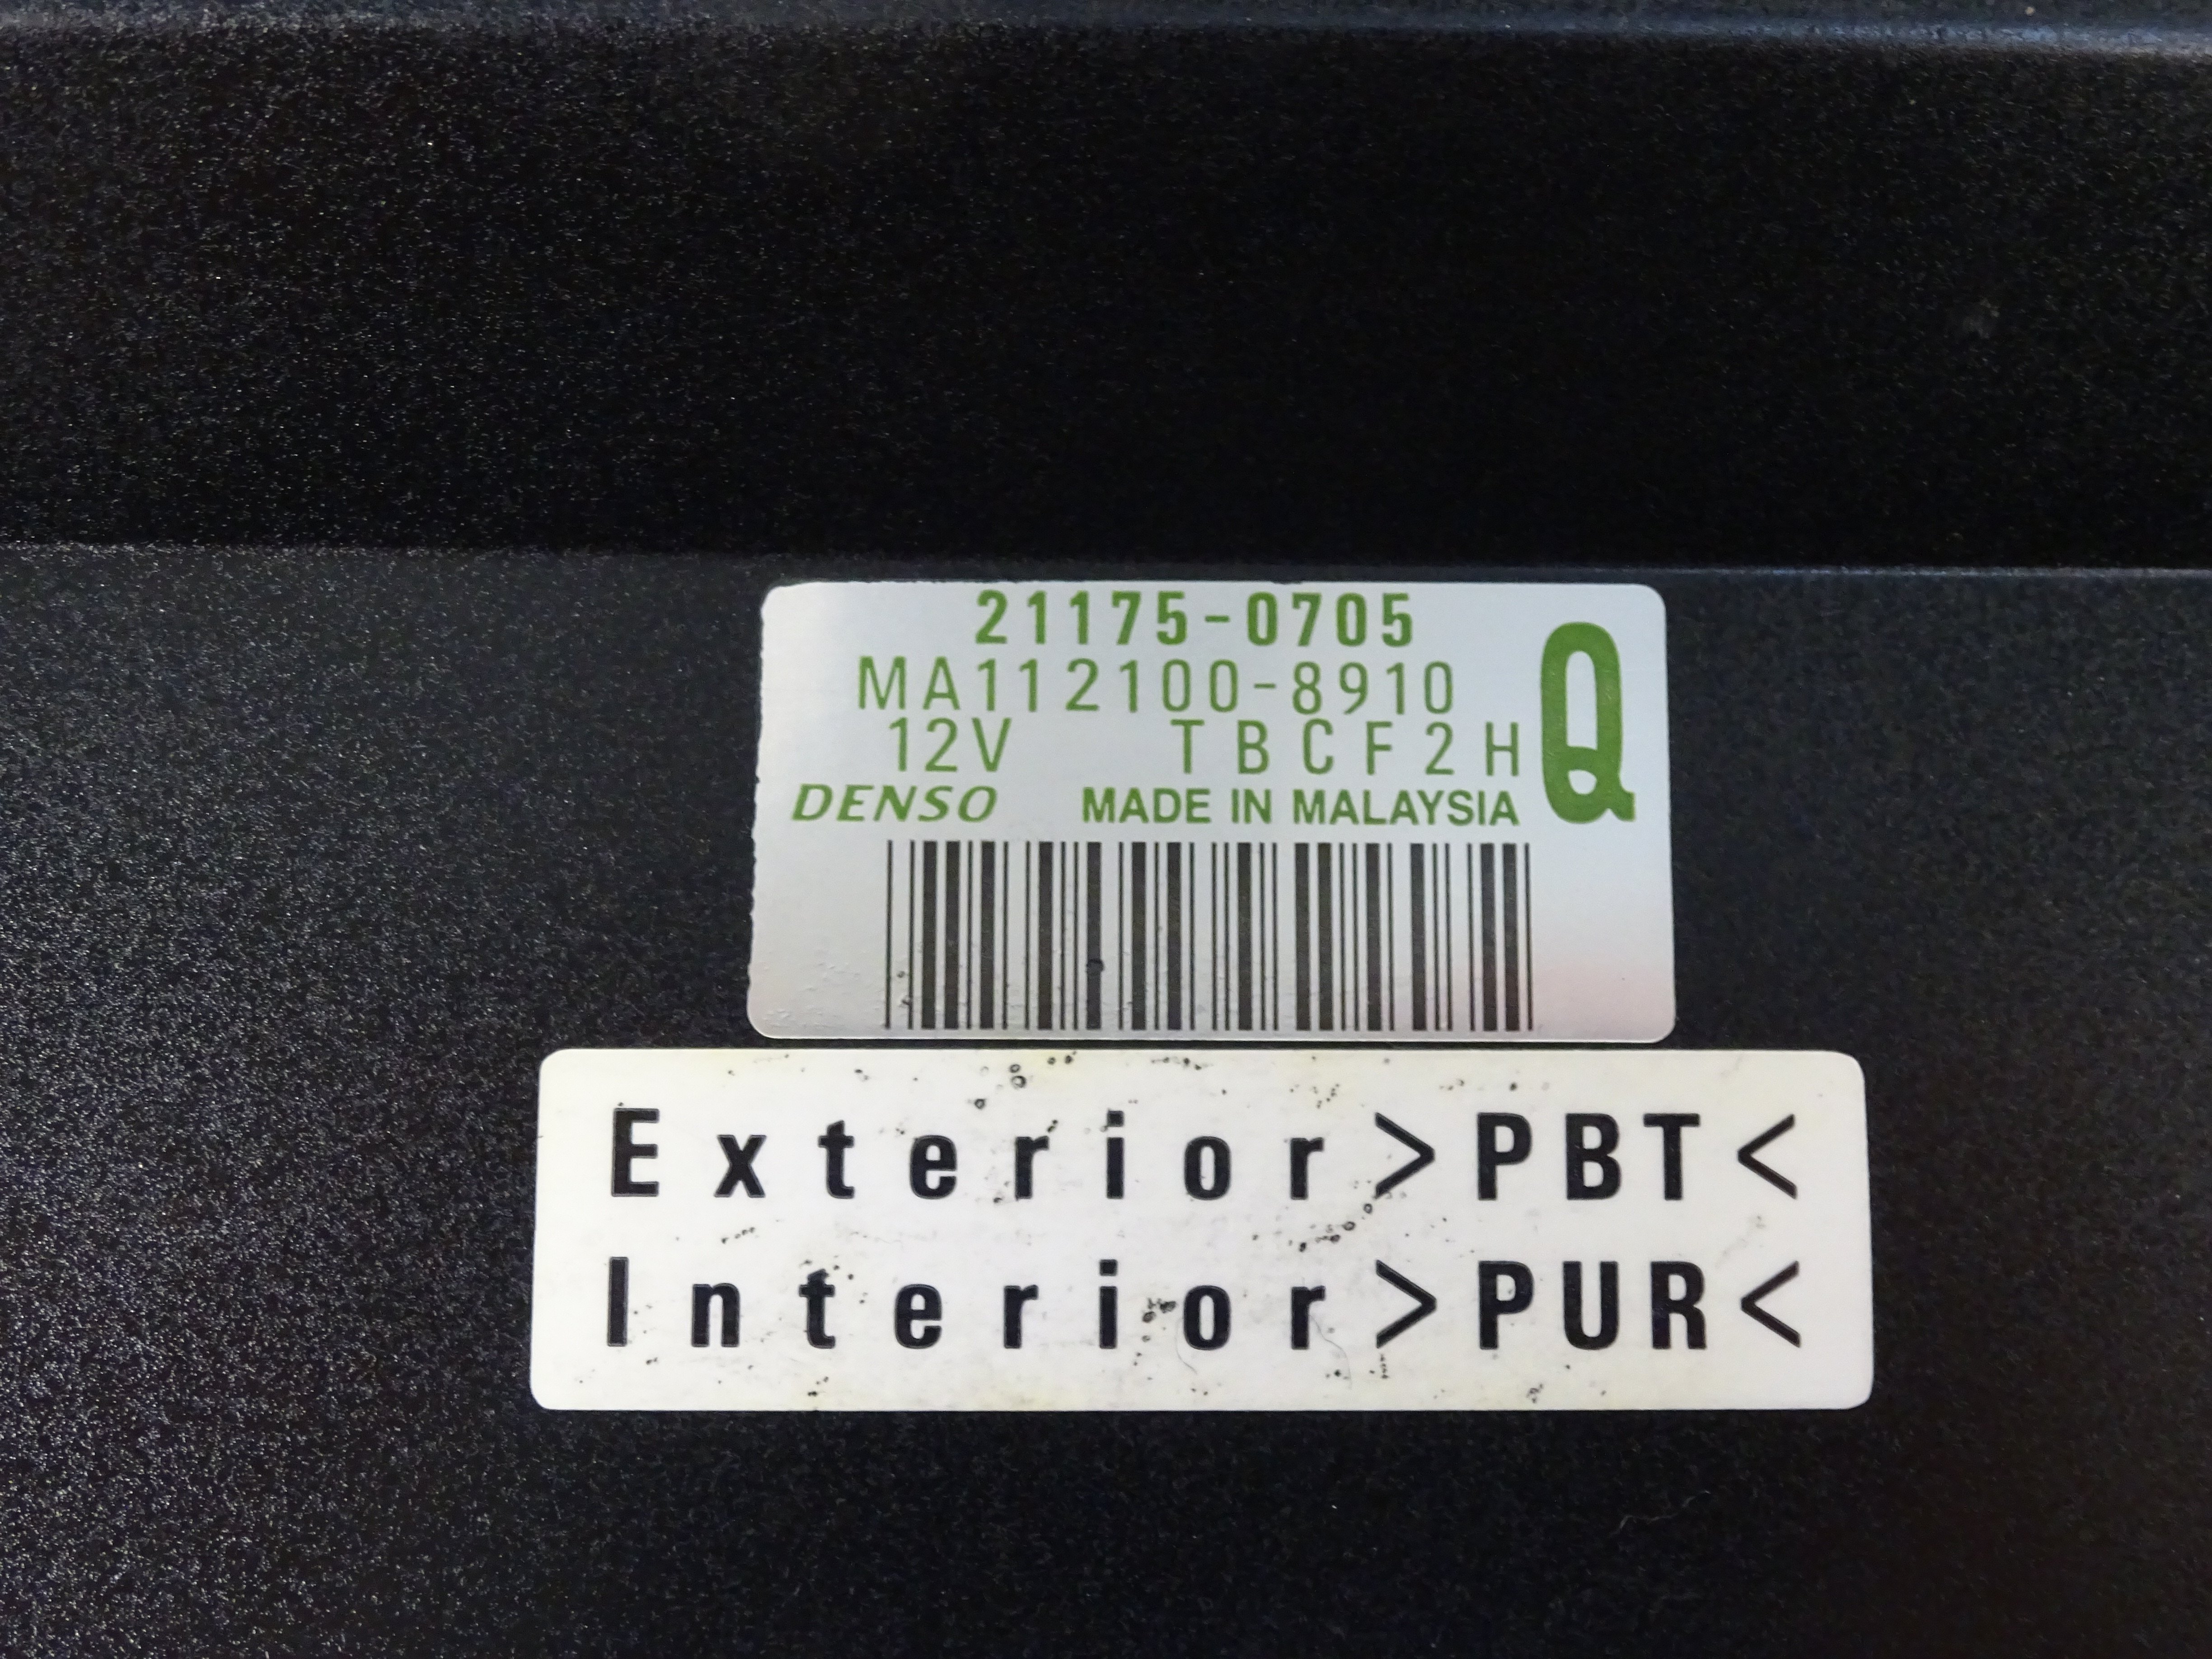 21175-0705
MA112100-8910
12V TBCF2H Q
DENSO MADE IN MALAYSIA
Exterior>PBT<
Interior>PUR<